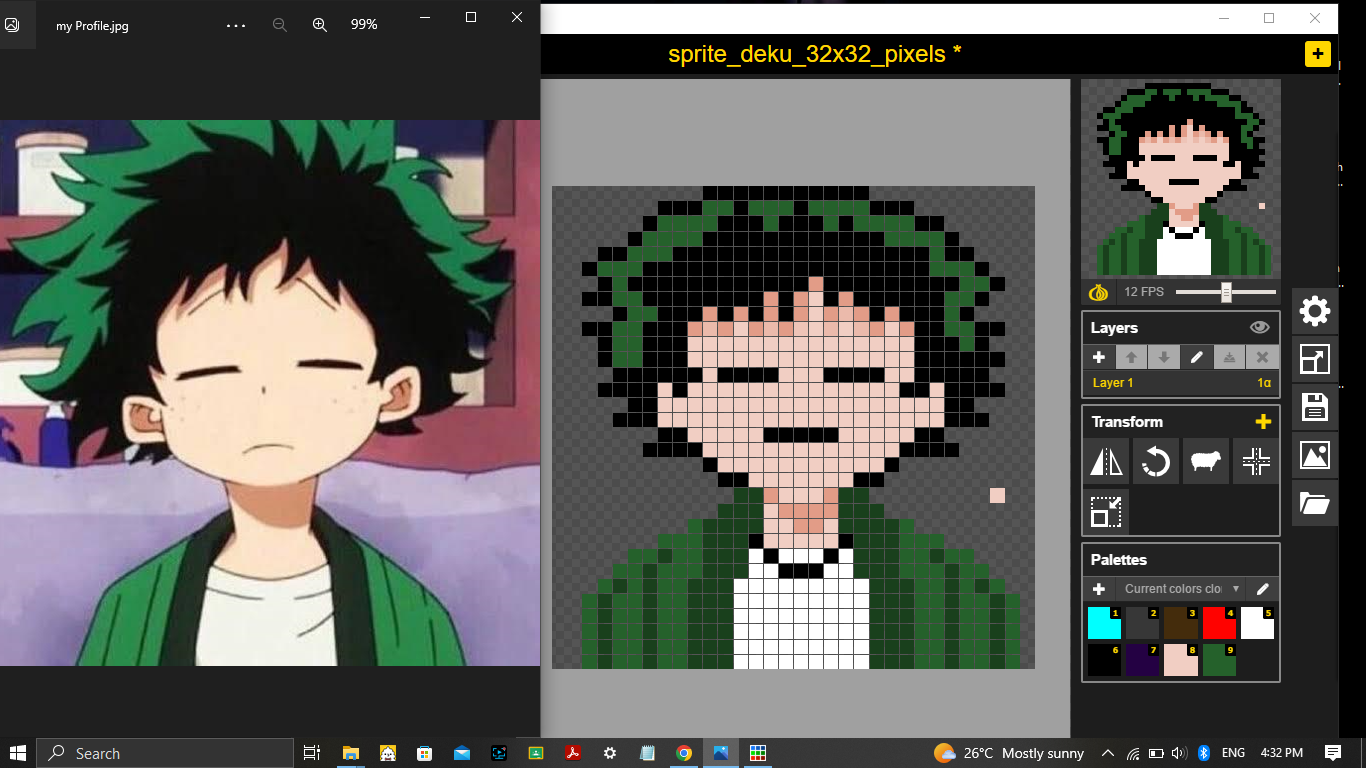 my Profile.jpg
99%
sprite_deku_32x32_pixels *
12 FPS
Layers
Layer 1
1α
Transform
Palettes
Current colors clo
1
2
3
4
5
6
7
8
9
Search
26°C Mostly sunny
ENG
4:32 PM